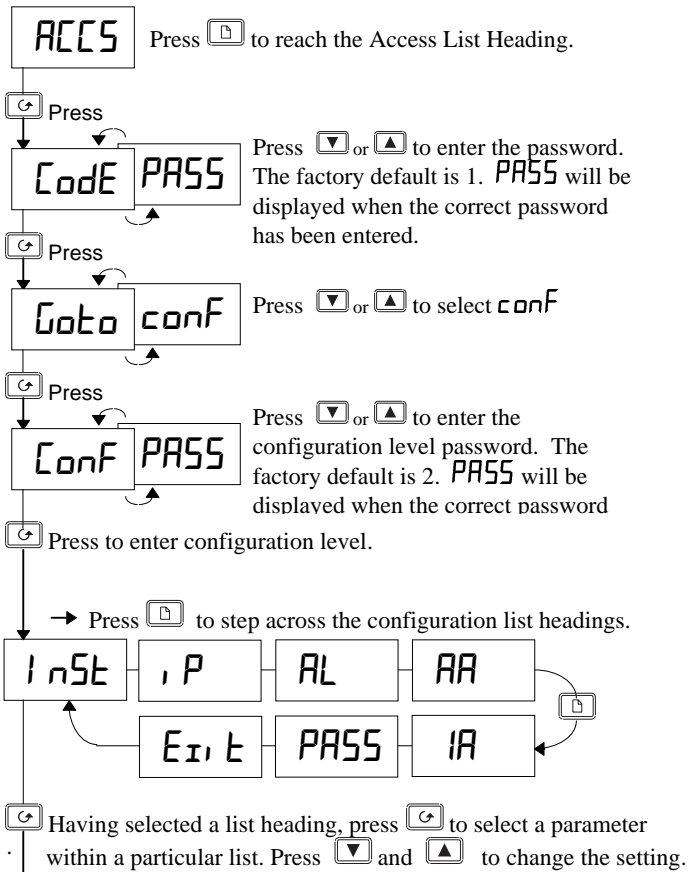 ACCS Press to reach the Access List Heading.
Press
CodE PASS Press or to enter the password.
The factory default is 1. PASS will be
displayed when the correct password
has been entered.
Press
Goto conF Press or to select conF
Press
ConF PASS Press or to enter the
configuration level password. The
factory default is 2. PASS will be
displayed when the correct password
Press to enter configuration level.
Press to step across the configuration list headings.
InSt iP AL AA
Exit PASS 1A
Having selected a list heading, press to select a parameter
within a particular list. Press and to change the setting.